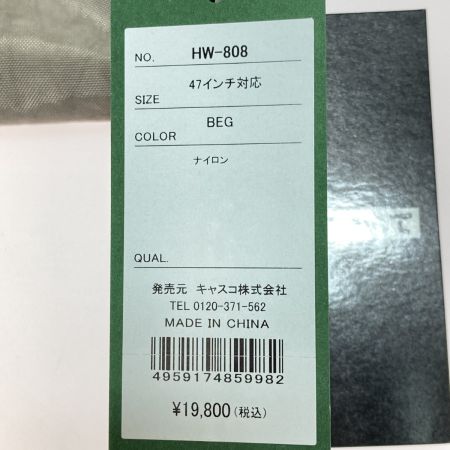 NO. HW-808
SIZE 47インチ対応
COLOR BEG
ナイロン
QUAL.
発売元 キャスコ株式会社
TEL 0120-371-562
MADE IN CHINA
4959174859982
¥19,800(税込)